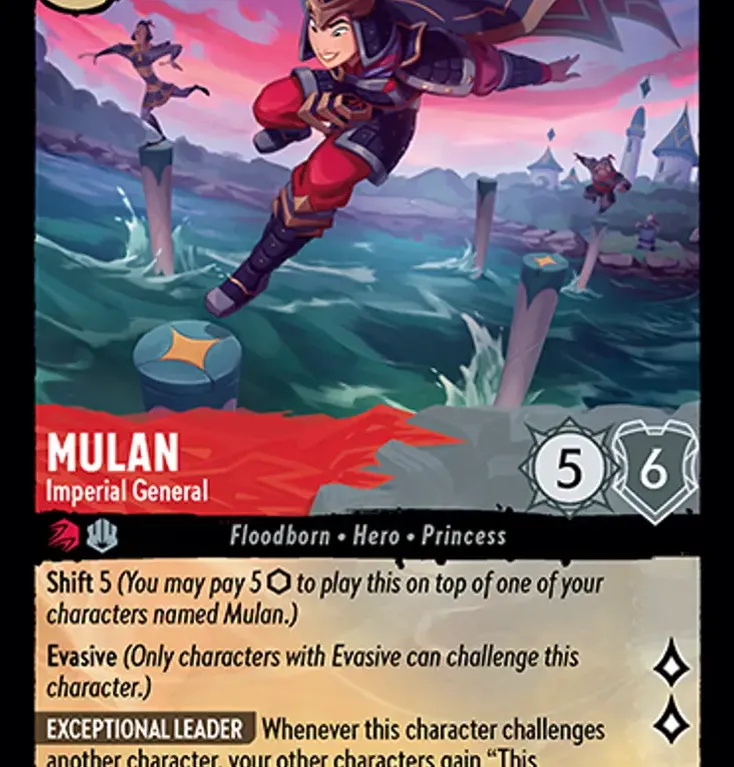 MULAN
Imperial General
5 6
Floodborn • Hero • Princess
Shift 5 (You may pay 5 ⬡ to play this on top of one of your
characters named Mulan.)
Evasive (Only characters with Evasive can challenge this
character.)
EXCEPTIONAL LEADER Whenever this character challenges
another character, your other characters gain “This